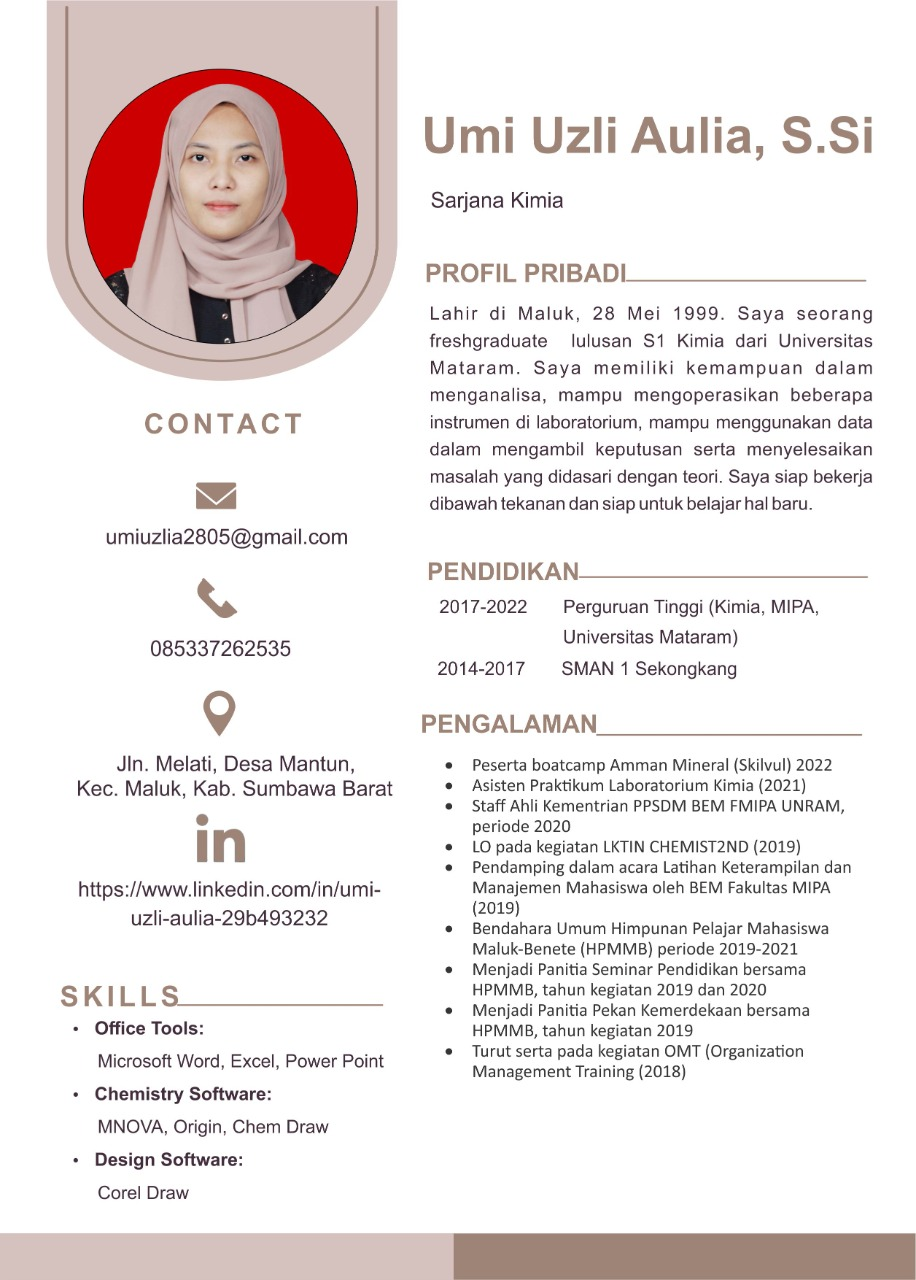 Umi Uzli Aulia, S.Si
Sarjana Kimia
PROFIL PRIBADI
Lahir di Maluk, 28 Mei 1999. Saya seorang
freshgraduate lulusan S1 Kimia dari Universitas
Mataram. Saya memiliki kemampuan dalam
menganalisa, mampu mengoperasikan beberapa
instrumen di laboratorium, mampu menggunakan data
dalam mengambil keputusan serta menyelesaikan
masalah yang didasari dengan teori. Saya siap bekerja
dibawah tekanan dan siap untuk belajar hal baru.
PENDIDIKAN
2017-2022 Perguruan Tinggi (Kimia, MIPA,
Universitas Mataram)
2014-2017 SMAN 1 Sekongkang
PENGALAMAN
• Peserta boatcamp Amman Mineral (Skilvul) 2022
• Asisten Praktikum Laboratorium Kimia (2021)
• Staff Ahli Kementrian PPSDM BEM FMIPA UNRAM,
periode 2020
• LO pada kegiatan LKTIN CHEMIST2ND (2019)
• Pendamping dalam acara Latihan Keterampilan dan
Manajemen Mahasiswa oleh BEM Fakultas MIPA
(2019)
• Bendahara Umum Himpunan Pelajar Mahasiswa
Maluk-Benete (HPMMB) periode 2019-2021
• Menjadi Panitia Seminar Pendidikan bersama
HPMMB, tahun kegiatan 2019 dan 2020
• Menjadi Panitia Pekan Kemerdekaan bersama
HPMMB, tahun kegiatan 2019
• Turut serta pada kegiatan OMT (Organization
Management Training (2018)
CONTACT
umiuzlia2805@gmail.com
085337262535
Jln. Melati, Desa Mantun,
Kec. Maluk, Kab. Sumbawa Barat
in
https://www.linkedin.com/in/umi-
uzli-aulia-29b493232
SKILLS
• Office Tools:
Microsoft Word, Excel, Power Point
• Chemistry Software:
MNOVA, Origin, Chem Draw
• Design Software:
Corel Draw